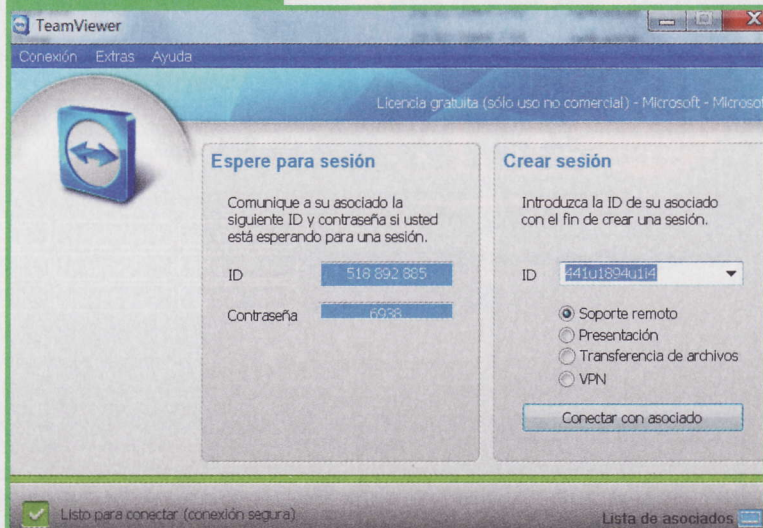 TeamViewer
Conexión Extras Ayuda
Licencia gratuita (sólo uso no comercial) - Microsoft - Microsof
Espere para sesión
Comunique a su asociado la
siguiente ID y contraseña si usted
está esperando para una sesión.
ID 518 892 885
Contraseña 6938
Crear sesión
Introduzca la ID de su asociado
con el fin de crear una sesión.
ID 441u1894u1i4
Soporte remoto
Presentación
Transferencia de archivos
VPN
Conectar con asociado
Listo para conectar (conexión segura)
Lista de asociados